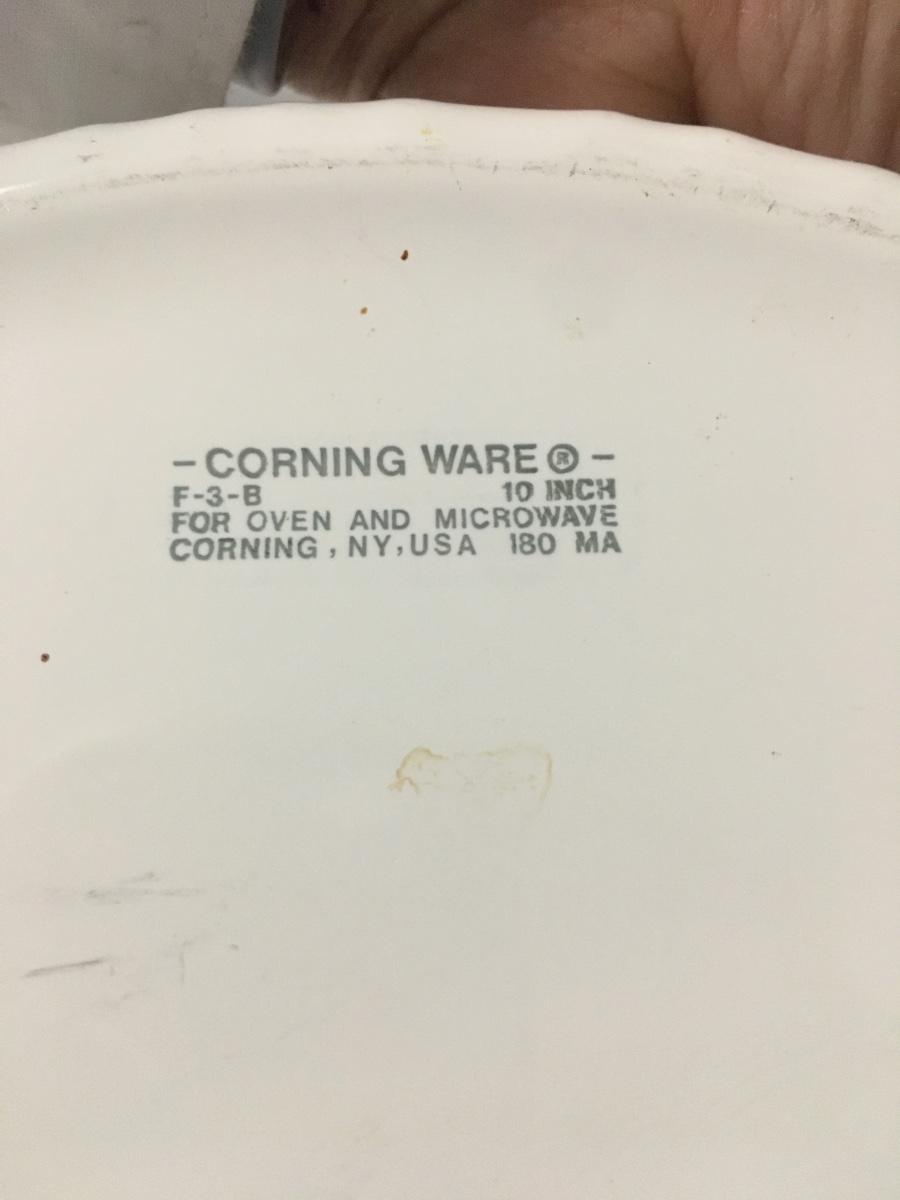 - CORNING WARE ® -
F-3-B 10 INCH
FOR OVEN AND MICROWAVE
CORNING, NY, USA 180 MA